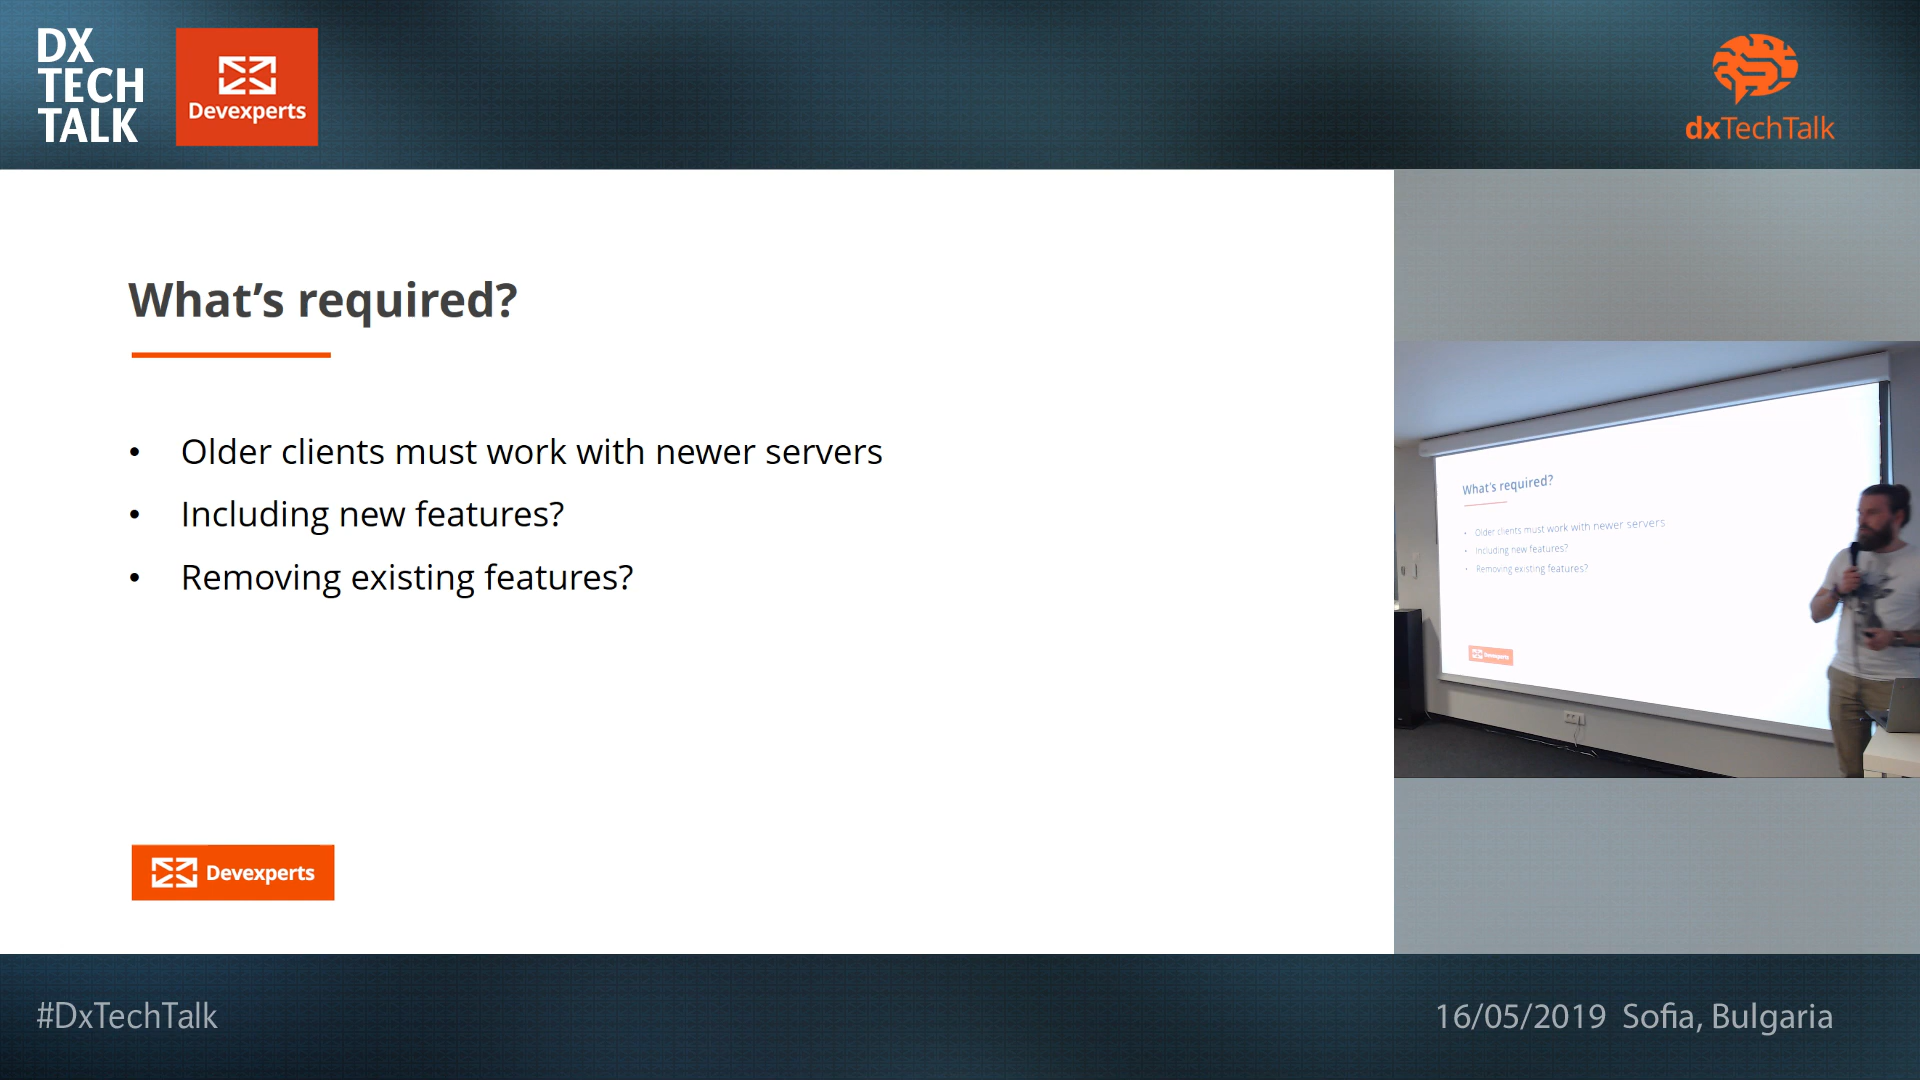 DX
TECH
TALK
Devexperts
dxTechTalk
What's required?
• Older clients must work with newer servers
• Including new features?
• Removing existing features?
What's required?
• Older clients must work with newer servers
• Including new features?
• Removing existing features?
Devexperts
Devexperts
#DxTechTalk
16/05/2019 Sofia, Bulgaria